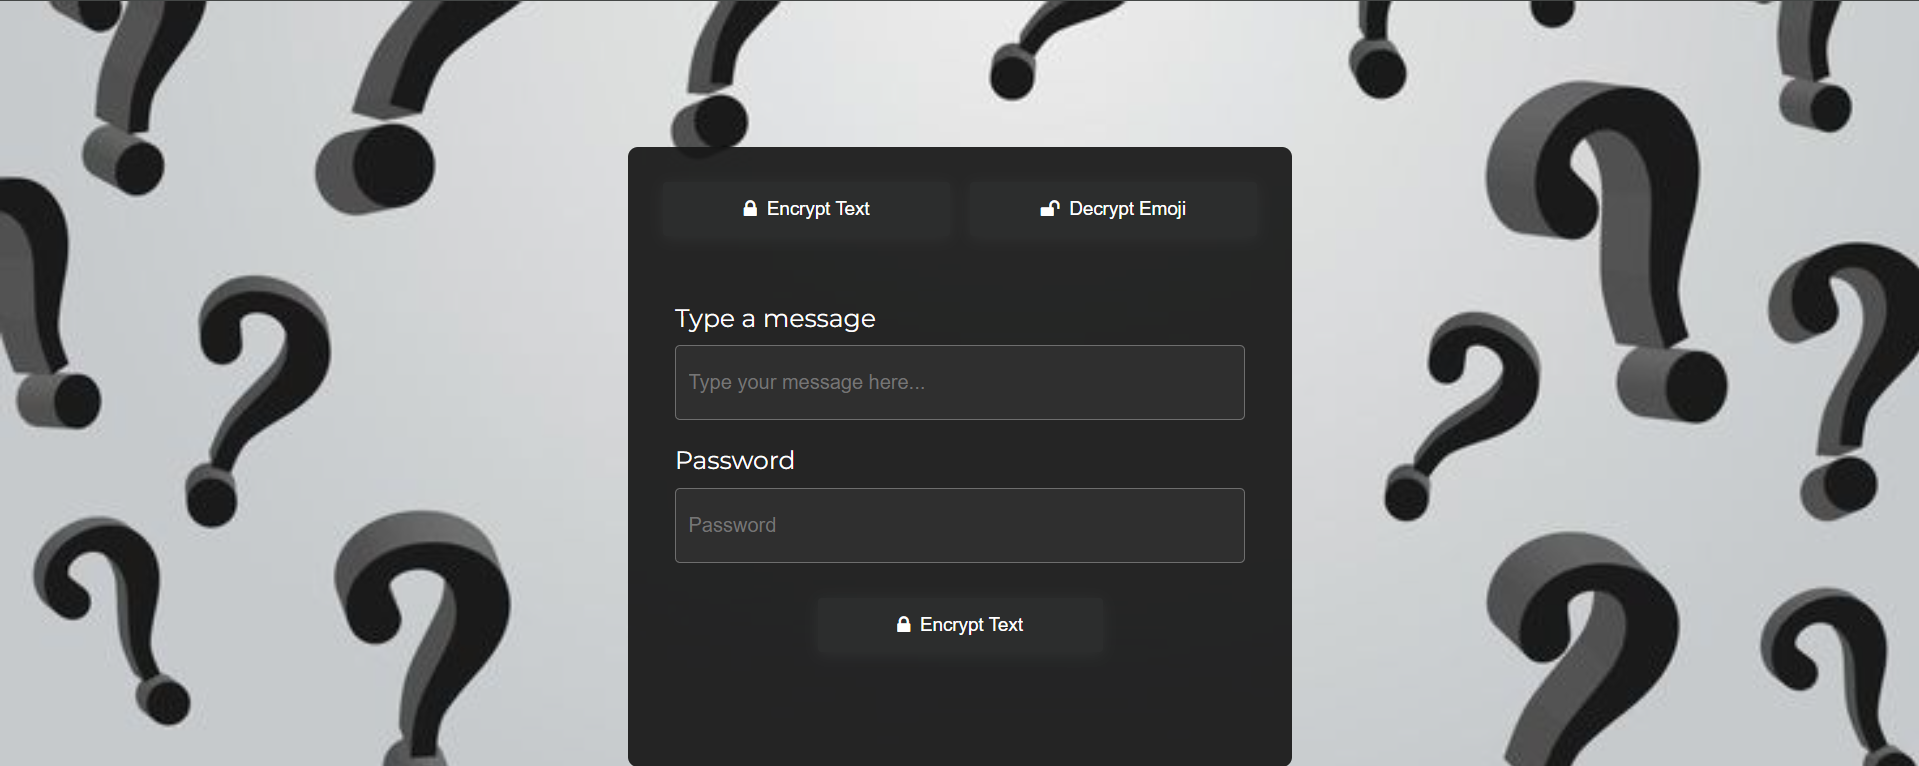 Encrypt Text
Decrypt Emoji
Type a message
Type your message here...
Password
Password
Encrypt Text